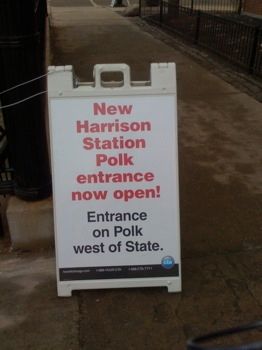 New
Harrison
Station
Polk
entrance
now open!
Entrance
on Polk
west of State.